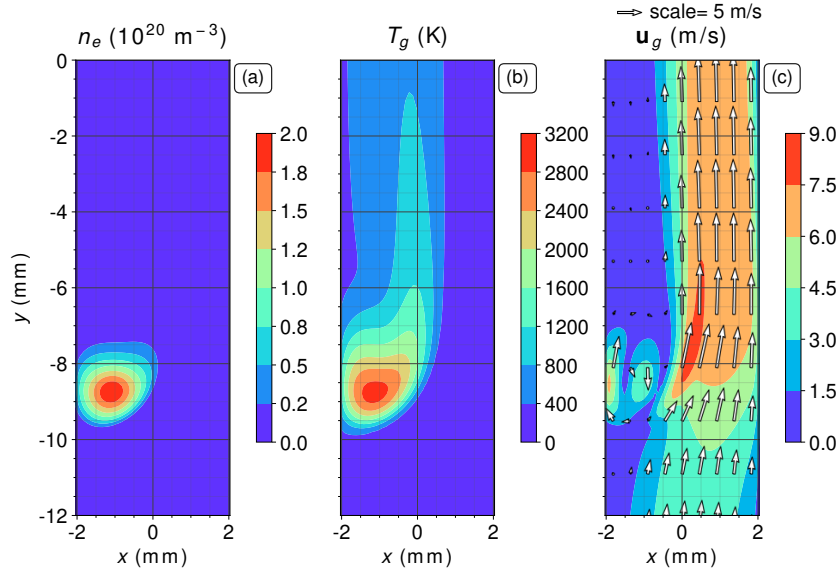 scale= 5 m/s
n_e (10^20 m^−3)
T_g (K)
u_g (m/s)
(a)
(b)
(c)
0
-2
-4
-6
-8
-10
-12
y (mm)
2.0
1.8
1.5
1.2
1.0
0.8
0.5
0.2
0.0
3200
2800
2400
2000
1600
1200
800
400
0
9.0
7.5
6.0
4.5
3.0
1.5
0.0
-2 0 2
-2 0 2
-2 0 2
x (mm)
x (mm)
x (mm)